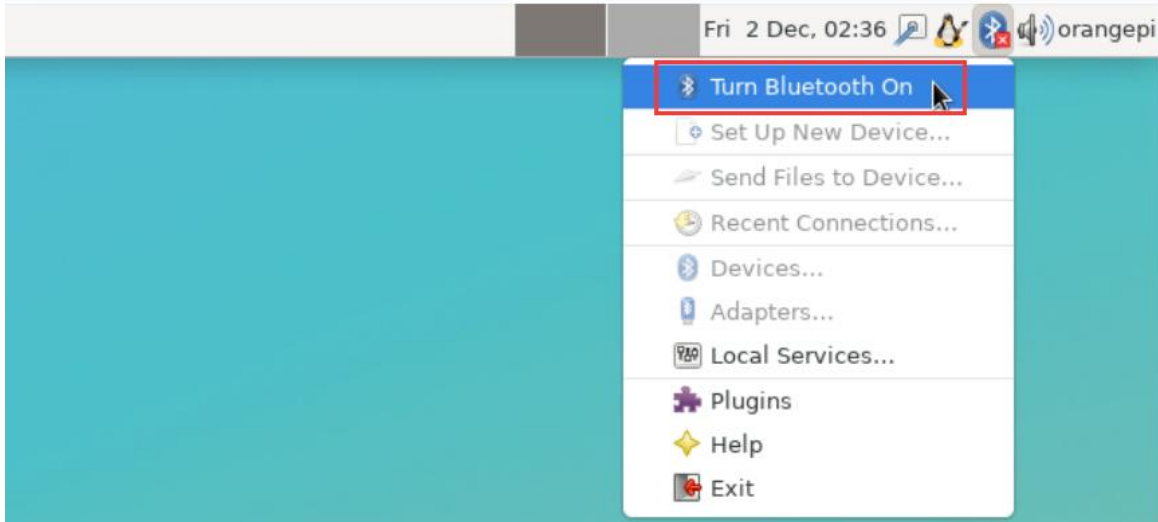 Fri 2 Dec, 02:36 orangepi
Turn Bluetooth On
Set Up New Device...
Send Files to Device...
Recent Connections...
Devices...
Adapters...
Local Services...
Plugins
Help
Exit